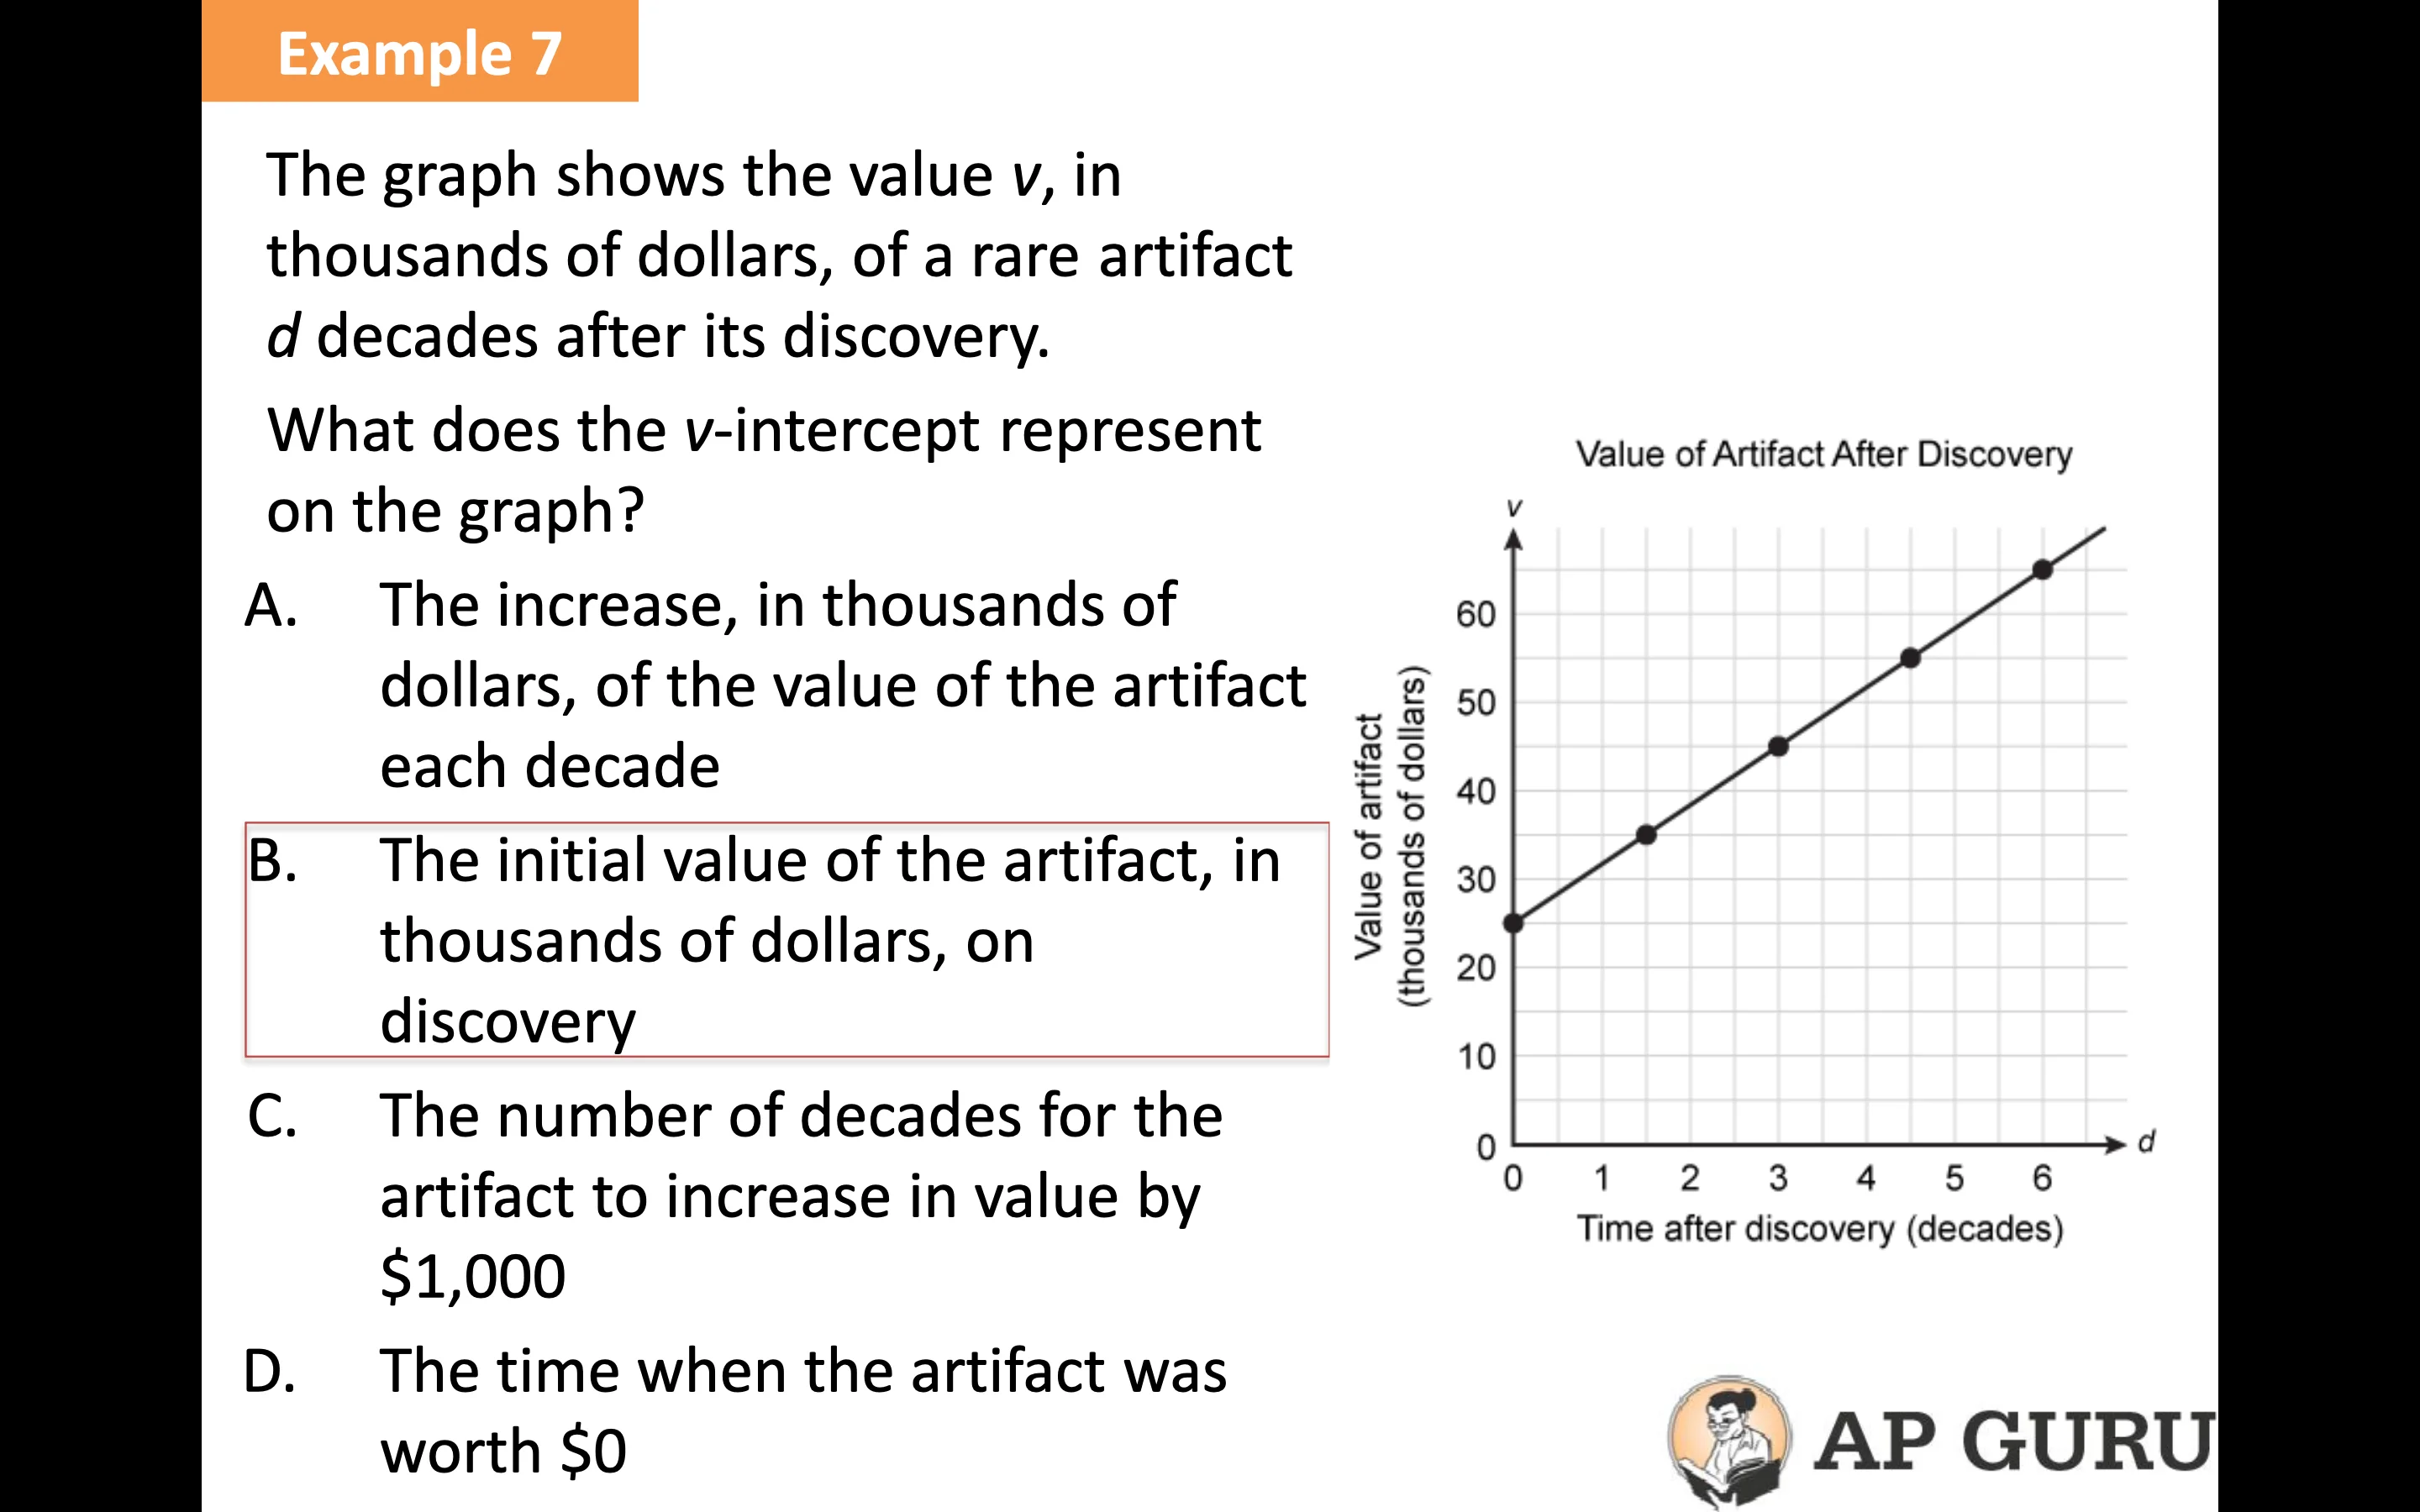 Example 7
The graph shows the value v, in
thousands of dollars, of a rare artifact
d decades after its discovery.
What does the v-intercept represent
on the graph?
A. The increase, in thousands of
dollars, of the value of the artifact
each decade
B. The initial value of the artifact, in
thousands of dollars, on
discovery
C. The number of decades for the
artifact to increase in value by
$1,000
D. The time when the artifact was
worth $0
Value of Artifact After Discovery
v
60
50
40
30
20
10
0
Value of artifact
(thousands of dollars)
d
0 1 2 3 4 5 6
Time after discovery (decades)
AP GURU